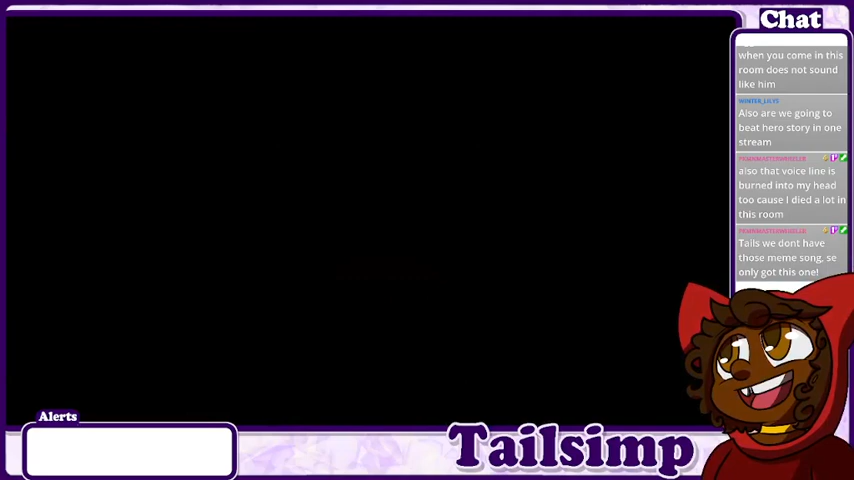 Chat
when you come in this
room does not sound
like him
WINTER_LILYS
Also are we going to
beat hero story in one
stream
also that voice line is
burned into my head
too cause I died a lot in
this room
Tails we dont have
those meme song, se
only got this one!
Alerts
Tailsimp